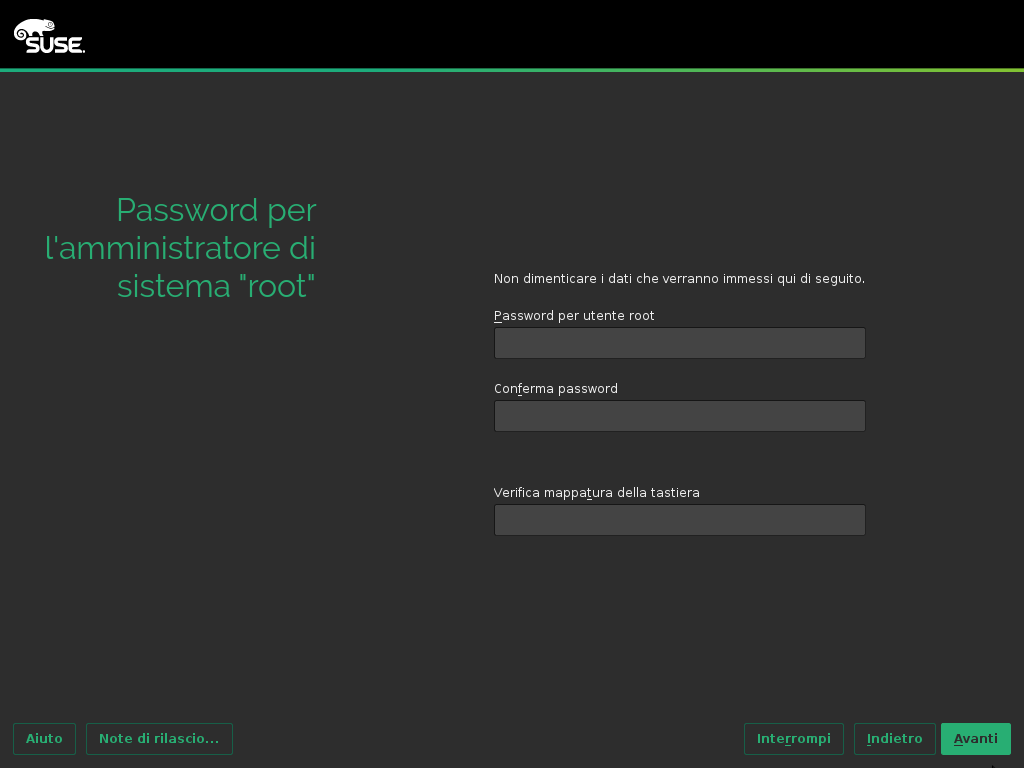 SUSE.
Password per
l'amministratore di
sistema "root"
Non dimenticare i dati che verranno immessi qui di seguito.
Password per utente root
Conferma password
Verifica mappatura della tastiera
Aiuto
Note di rilascio...
Interrompi
Indietro
Avanti